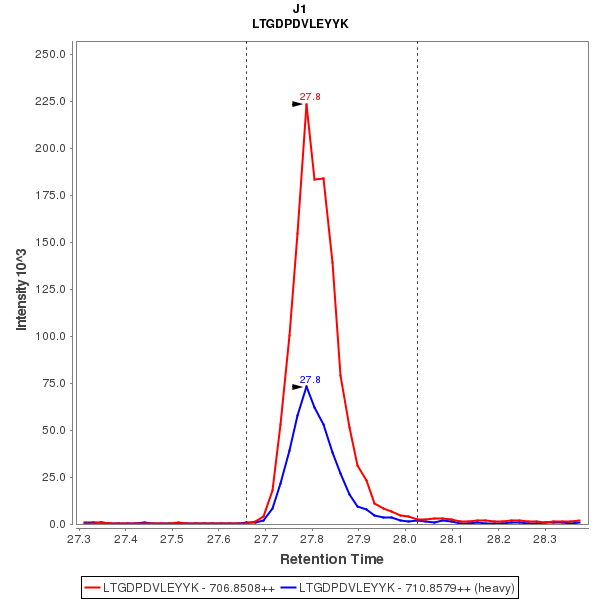 J1
LTGDPDVLEYYK
Intensity 10^3
250.0
225.0
200.0
175.0
150.0
125.0
100.0
75.0
50.0
25.0
0.0
27.8
27.8
27.3 27.4 27.5 27.6 27.7 27.8 27.9 28.0 28.1 28.2 28.3
Retention Time
LTGDPDVLEYYK - 706.8508++ LTGDPDVLEYYK - 710.8579++ (heavy)